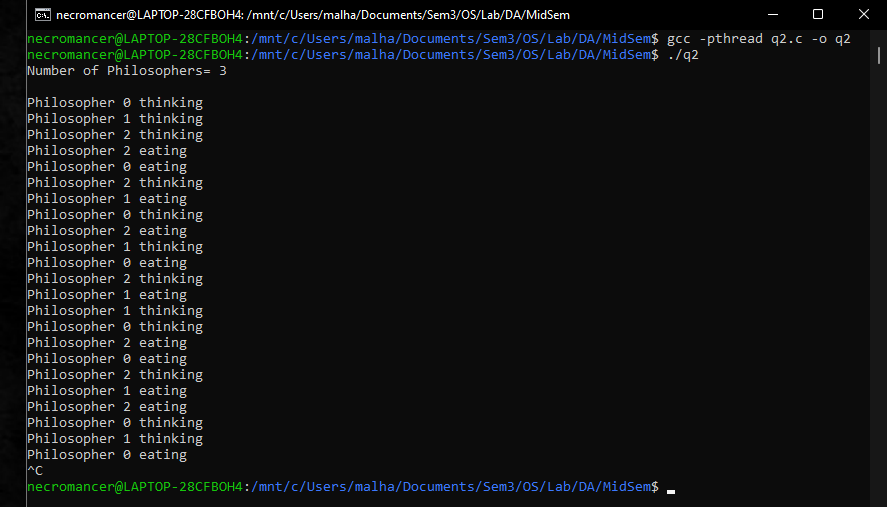 necromancer@LAPTOP-28CFBOH4: /mnt/c/Users/malha/Documents/Sem3/OS/Lab/DA/MidSem
necromancer@LAPTOP-28CFBOH4:/mnt/c/Users/malha/Documents/Sem3/OS/Lab/DA/MidSem$ gcc -pthread q2.c -o q2
necromancer@LAPTOP-28CFBOH4:/mnt/c/Users/malha/Documents/Sem3/OS/Lab/DA/MidSem$ ./q2
Number of Philosophers= 3
Philosopher 0 thinking
Philosopher 1 thinking
Philosopher 2 thinking
Philosopher 2 eating
Philosopher 0 eating
Philosopher 2 thinking
Philosopher 1 eating
Philosopher 0 thinking
Philosopher 2 eating
Philosopher 1 thinking
Philosopher 0 eating
Philosopher 2 thinking
Philosopher 1 eating
Philosopher 1 thinking
Philosopher 0 thinking
Philosopher 2 eating
Philosopher 0 eating
Philosopher 2 thinking
Philosopher 1 eating
Philosopher 2 eating
Philosopher 0 thinking
Philosopher 1 thinking
Philosopher 0 eating
^C
necromancer@LAPTOP-28CFBOH4:/mnt/c/Users/malha/Documents/Sem3/OS/Lab/DA/MidSem$